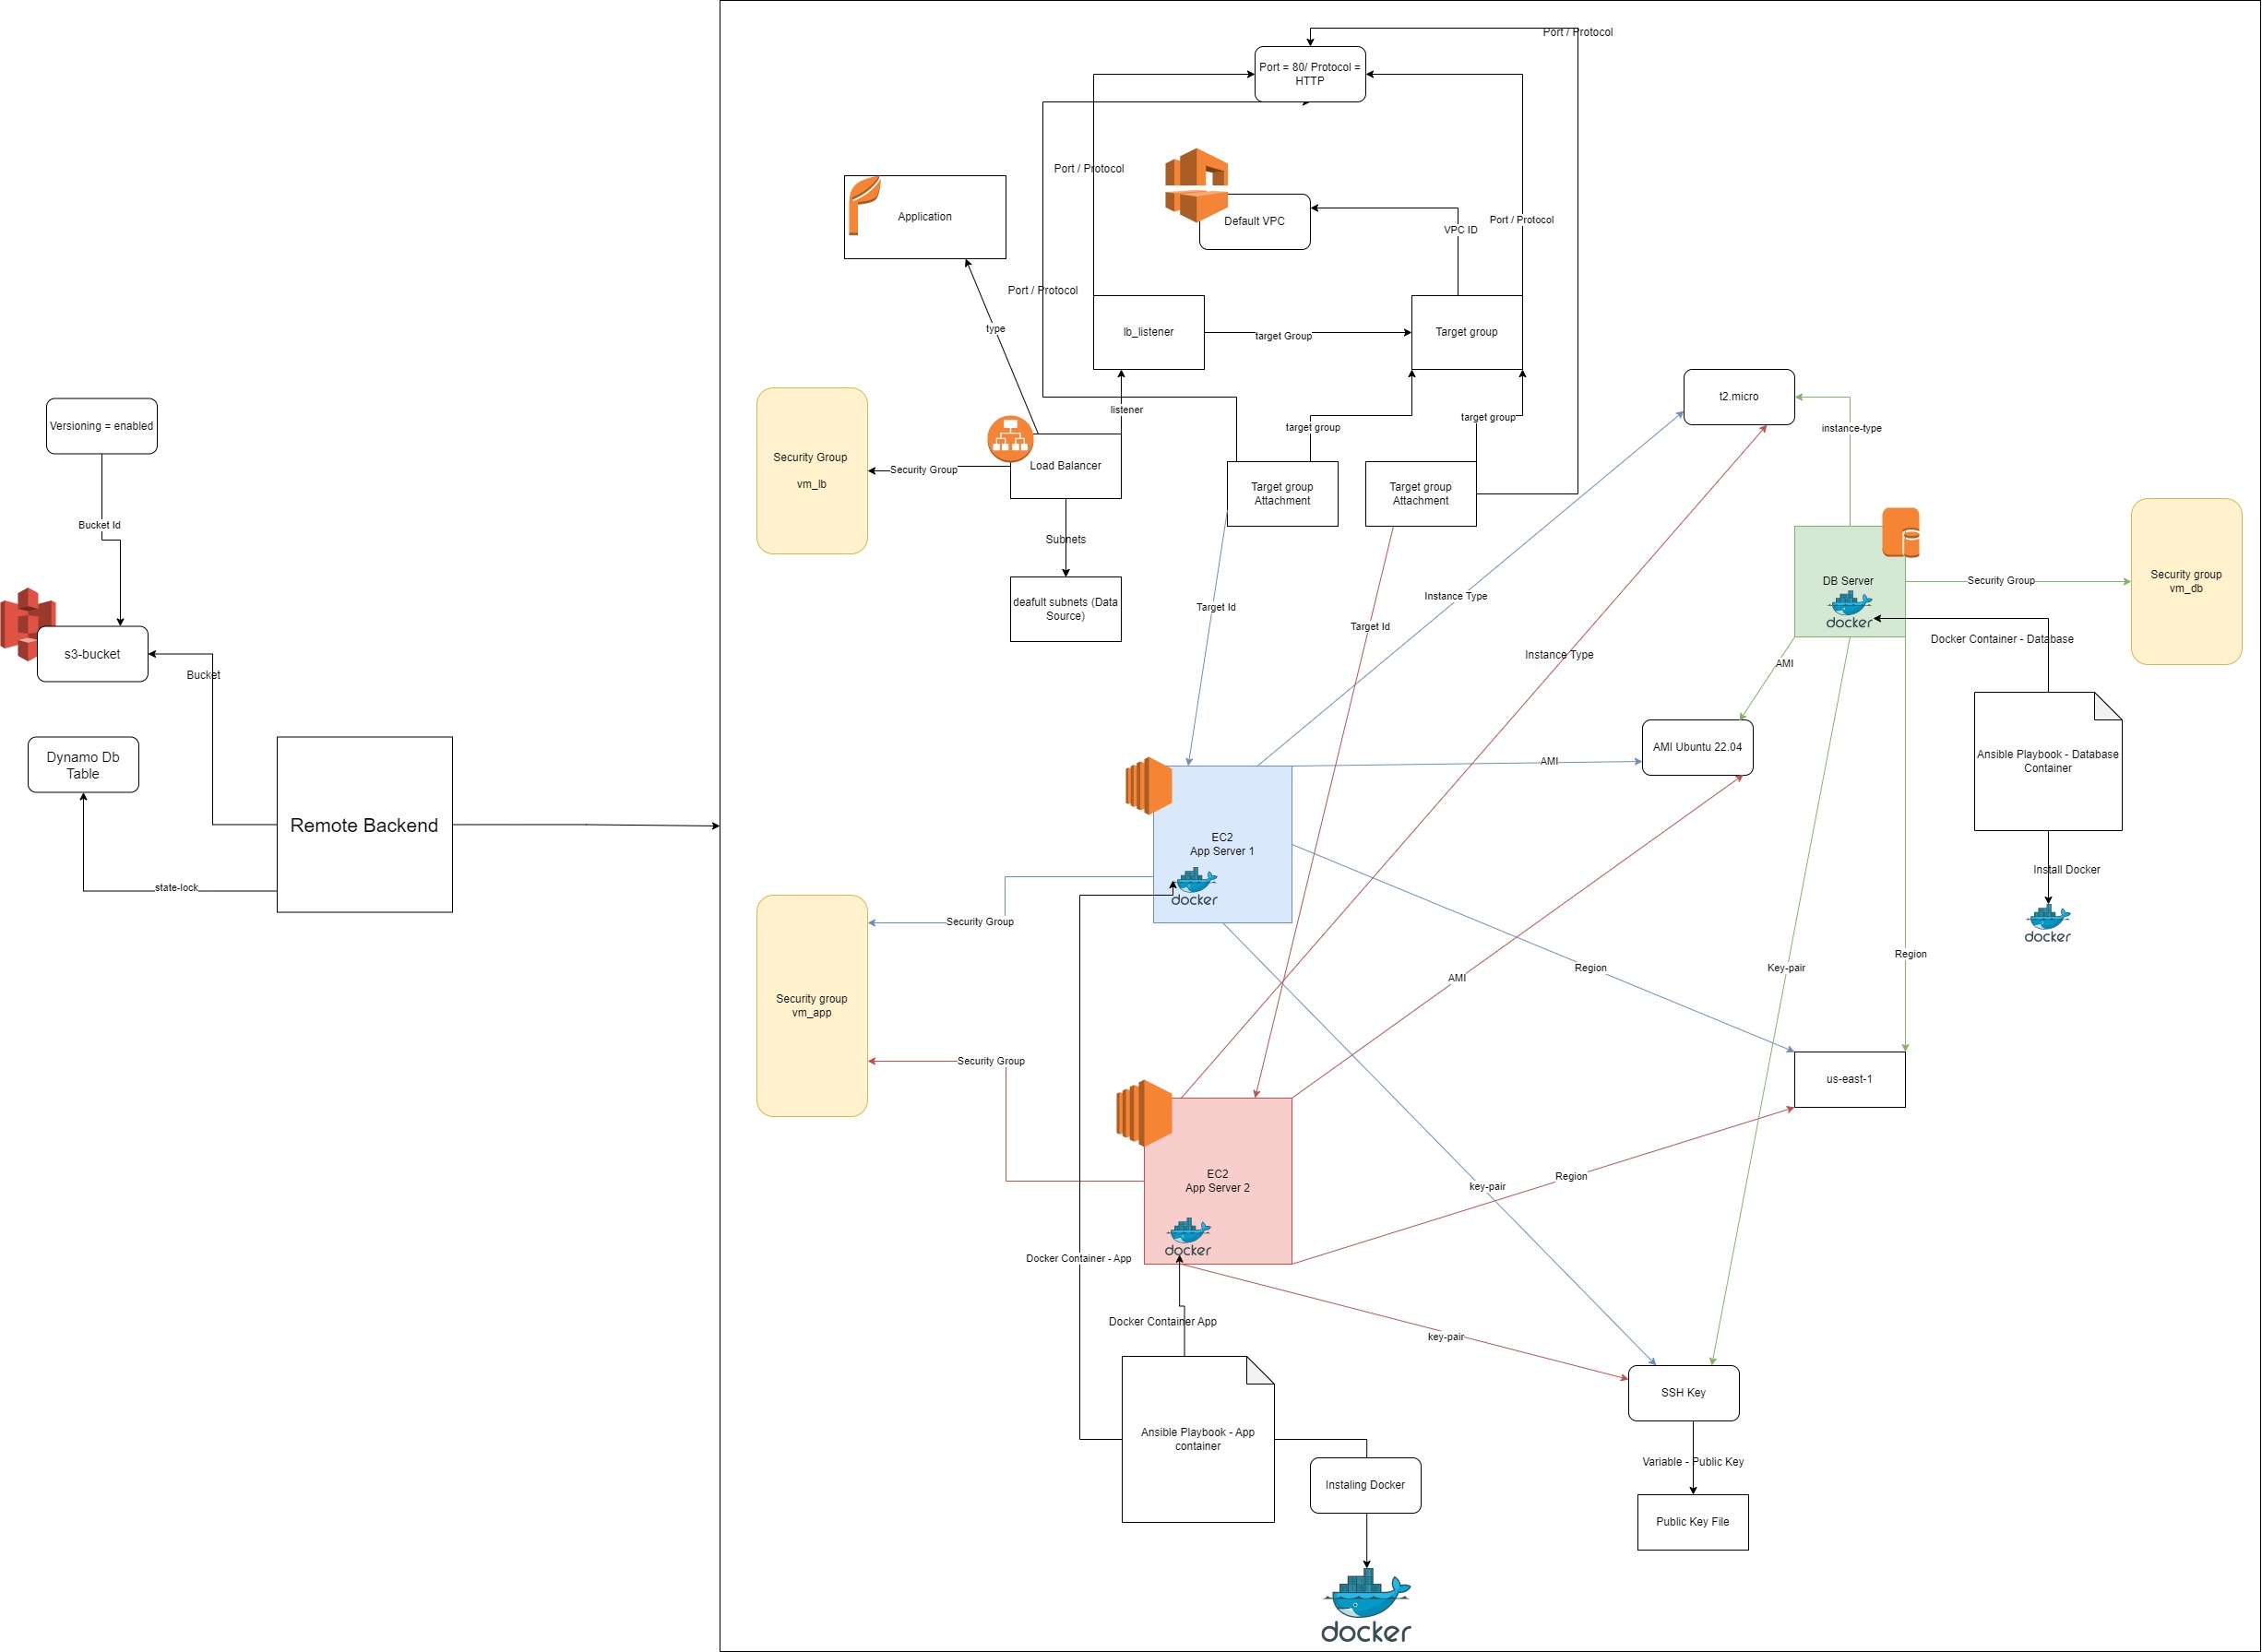 Port / Protocol
Port = 80/ Protocol =
HTTP
Port / Protocol
Application
Default VPC
Port / Protocol
VPC ID
Port / Protocol
type
lb_listener
target Group
Target group
t2.micro
Versioning = enabled
listener
target group
target group
instance-type
Security Group
vm_lb
Security Group
Load Balancer
Target group
Attachment
Target group
Attachment
Bucket Id
Subnets
DB Server
docker
Security Group
Security group
vm_db
deafult subnets (Data
Source)
Target Id
Instance Type
Target Id
Docker Container - Database
s3-bucket
Bucket
Instance Type
AMI
Dynamo Db
Table
AMI Ubuntu 22.04
AMI
Ansible Playbook - Database
Container
Remote Backend
state-lock
EC2
App Server 1
docker
Install Docker
docker
Security Group
Security group
vm_app
Region
AMI
Key-pair
Region
Security Group
us-east-1
EC2
App Server 2
docker
Region
key-pair
Docker Container - App
Docker Container App
key-pair
SSH Key
Ansible Playbook - App
container
Variable - Public Key
Instaling Docker
Public Key File
docker